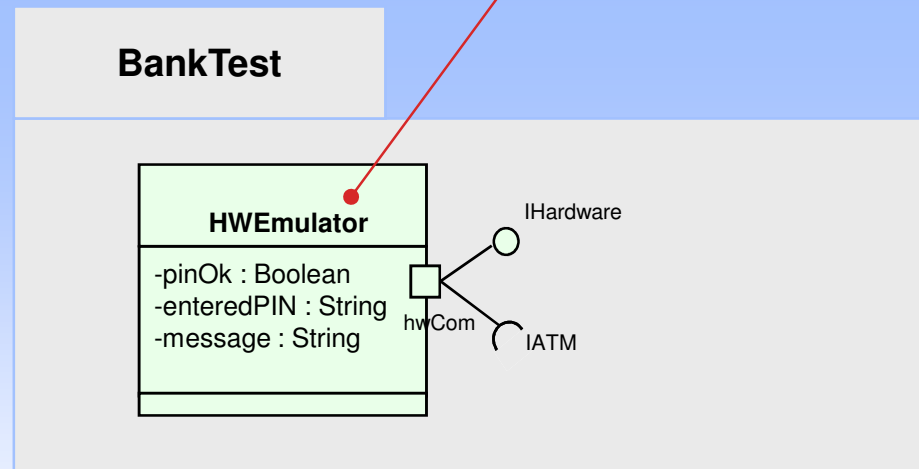 BankTest
HWEmulator
-pinOk : Boolean
-enteredPIN : String
-message : String
hwCom
IHardware
IATM